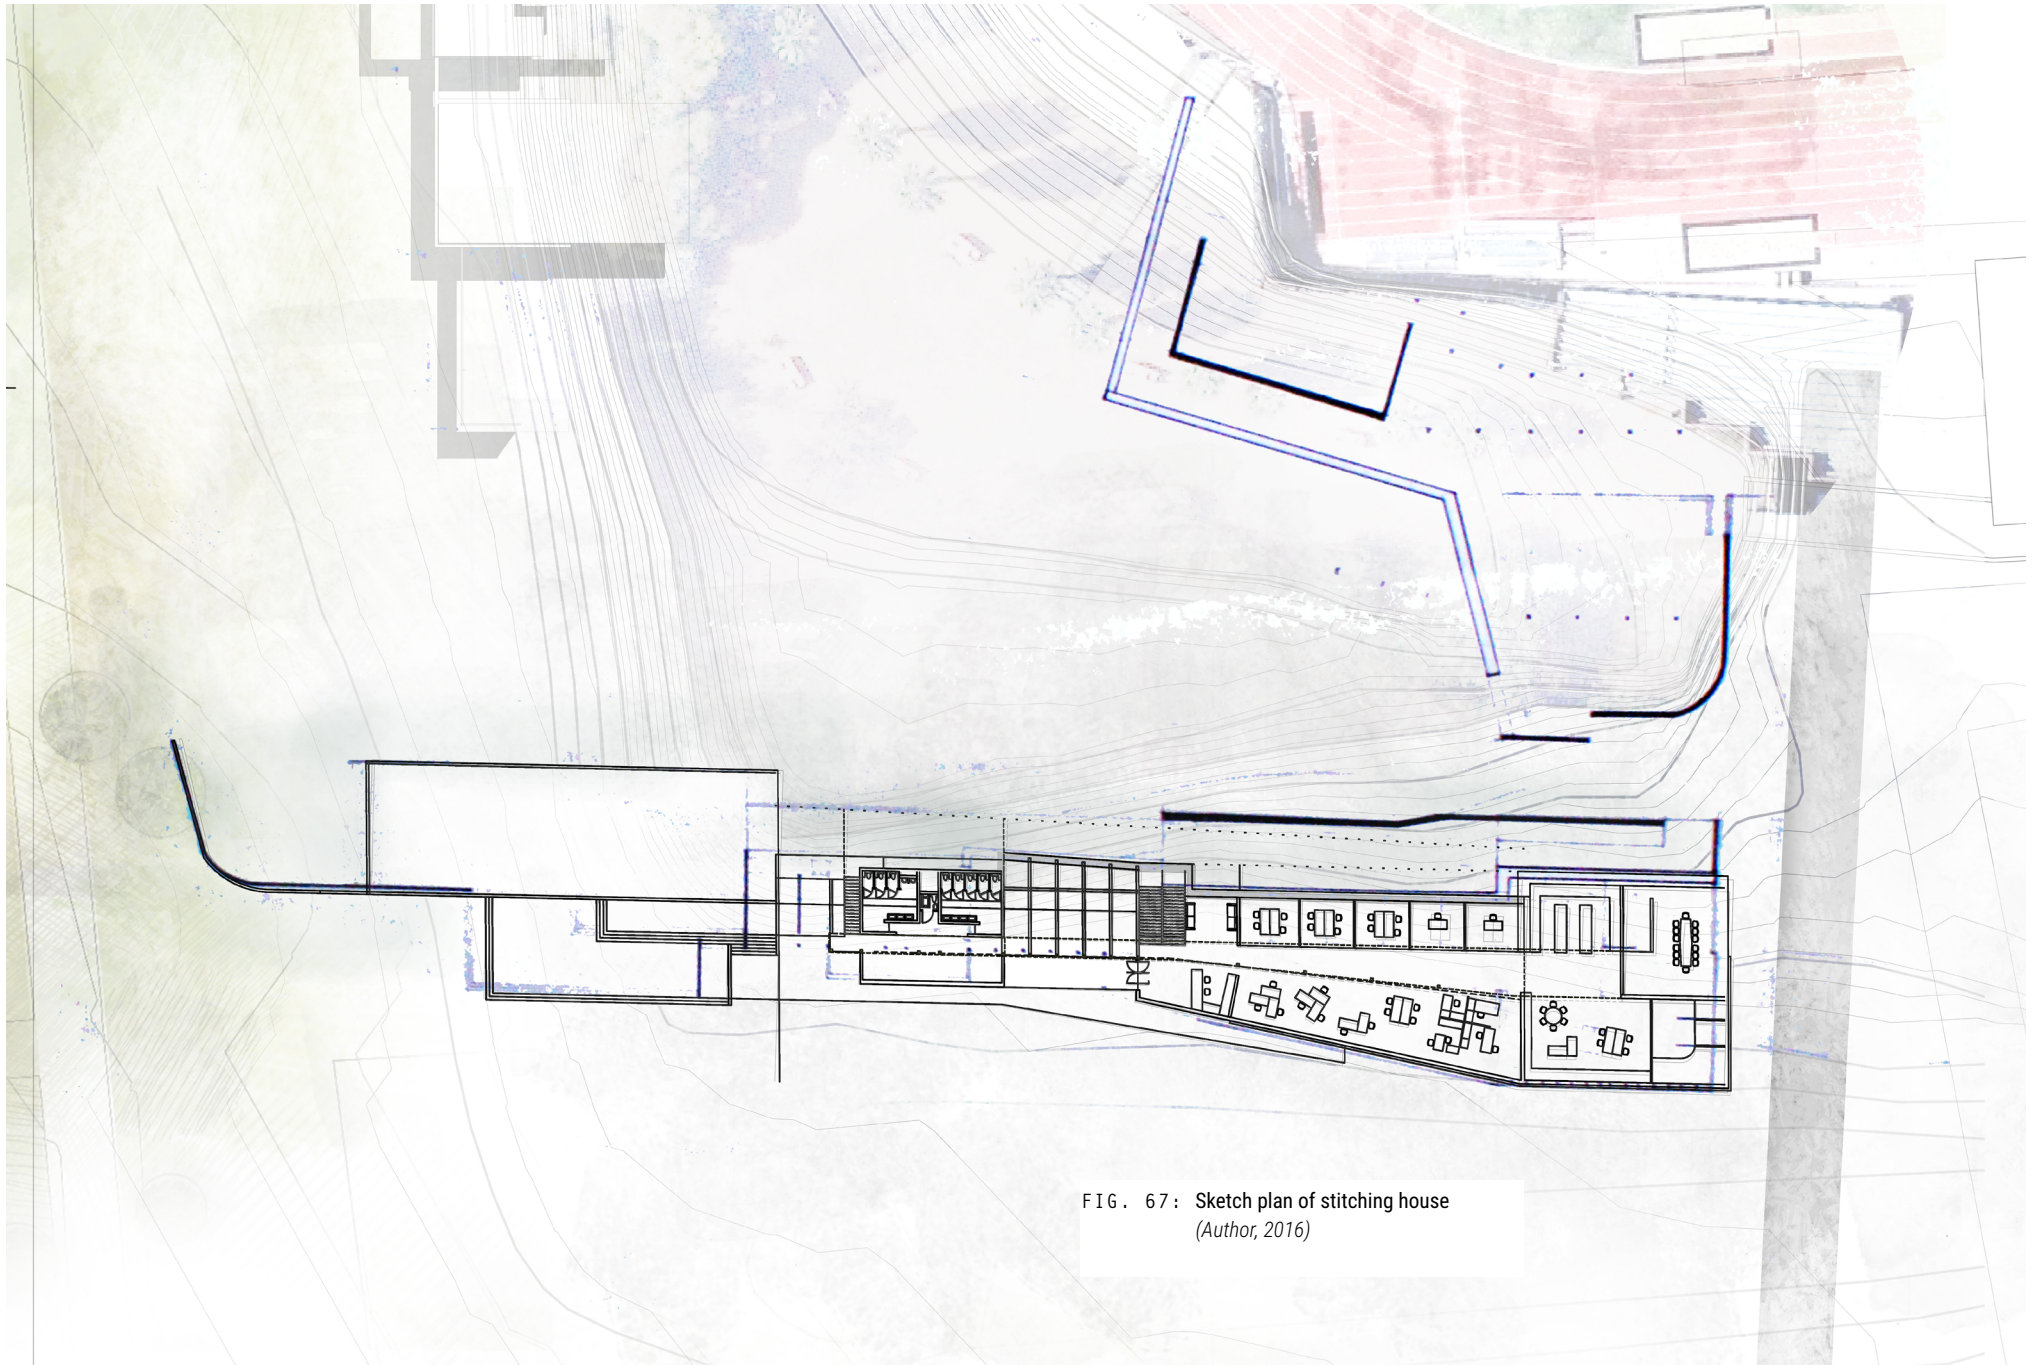 FIG. 67: Sketch plan of stitching house
(Author, 2016)